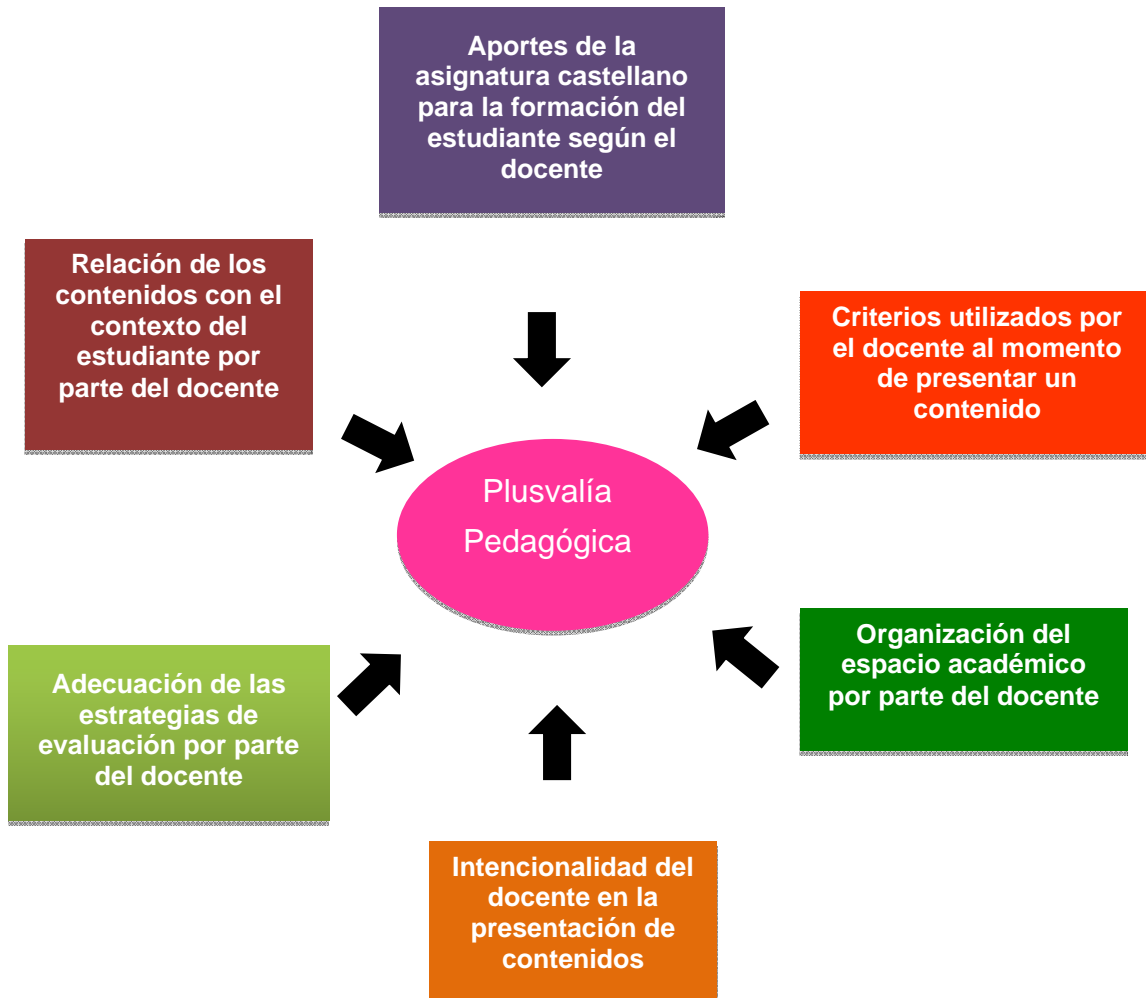 Aportes de la
asignatura castellano
para la formación del
estudiante según el
docente
Relación de los
contenidos con el
contexto del
estudiante por
parte del docente
Criterios utilizados por
el docente al momento
de presentar un
contenido
Plusvalía
Pedagógica
Organización del
espacio académico
por parte del docente
Adecuación de las
estrategias de
evaluación por parte
del docente
Intencionalidad del
docente en la
presentación de
contenidos